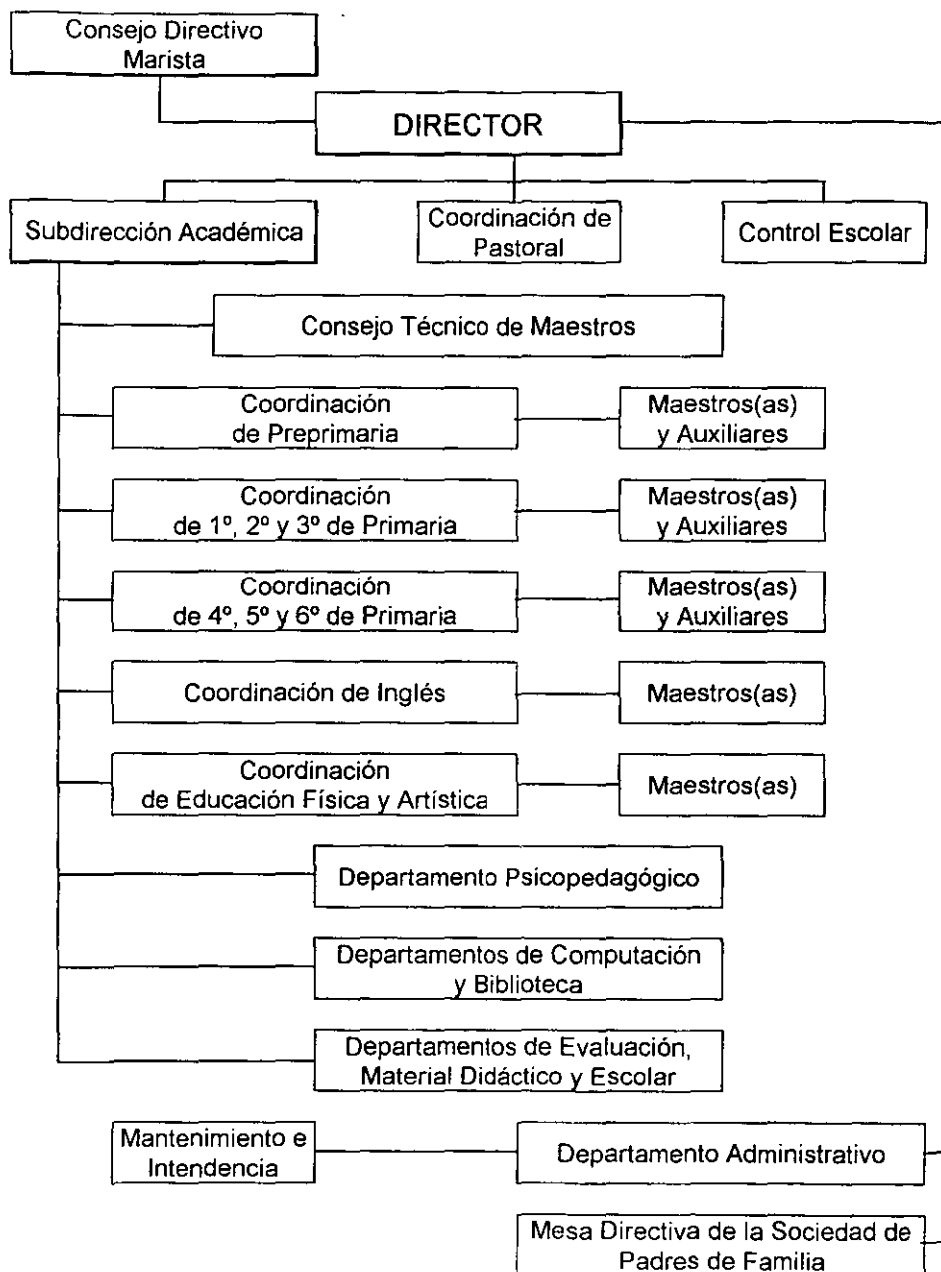 Consejo Directivo
Marista
DIRECTOR
Subdirección Académica
Coordinación de
Pastoral
Control Escolar
Consejo Técnico de Maestros
Coordinación
de Preprimaria
Maestros(as)
y Auxiliares
Coordinación
de 1º, 2º y 3º de Primaria
Maestros(as)
y Auxiliares
Coordinación
de 4º, 5º y 6º de Primaria
Maestros(as)
y Auxiliares
Coordinación de Inglés
Maestros(as)
Coordinación
de Educación Física y Artística
Maestros(as)
Departamento Psicopedagógico
Departamentos de Computación
y Biblioteca
Departamentos de Evaluación,
Material Didáctico y Escolar
Mantenimiento e
Intendencia
Departamento Administrativo
Mesa Directiva de la Sociedad de
Padres de Familia